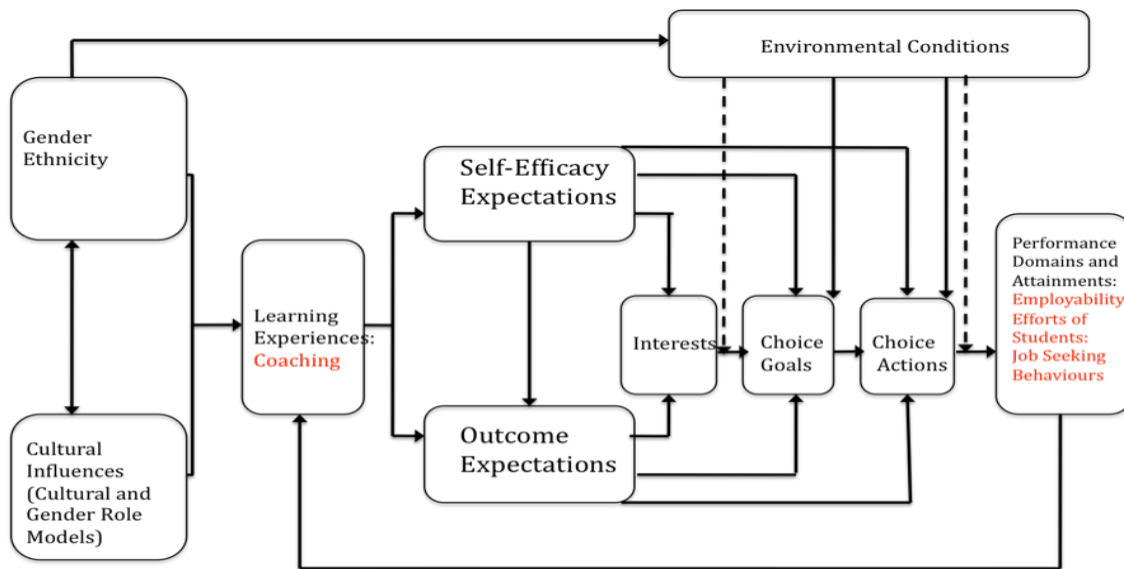 Environmental Conditions
Gender
Ethnicity
Self-Efficacy
Expectations
Performance
Domains and
Attainments:
Employability
Efforts of
Students:
Job Seeking
Behaviours
Learning
Experiences:
Coaching
Interests
Choice
Goals
Choice
Actions
Outcome
Expectations
Cultural
Influences
(Cultural and
Gender Role
Models)